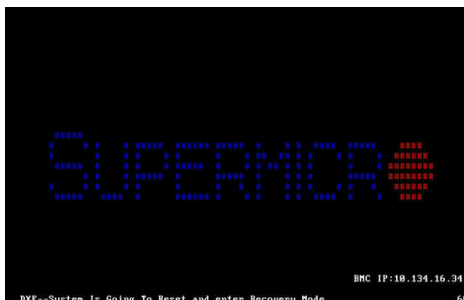 SUPERMICRO
BMC IP:10.134.16.34
DXE--System Is Going To Reset and enter Recovery Mode